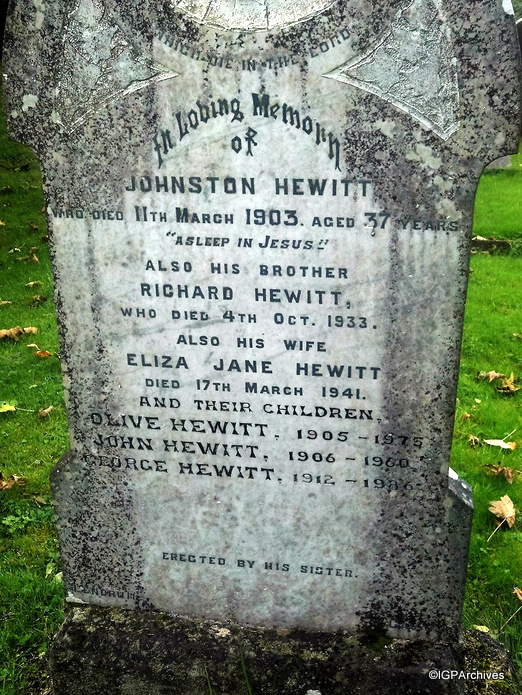 WHICH DIE IN THE LORD
In Loving Memory
of
JOHNSTON HEWITT
WHO DIED 11TH MARCH 1903. AGED 37 YEARS.
"ASLEEP IN JESUS."
ALSO HIS BROTHER
RICHARD HEWITT,
WHO DIED 4TH OCT. 1933.
ALSO HIS WIFE
ELIZA JANE HEWITT
DIED 17TH MARCH 1941.
AND THEIR CHILDREN,
OLIVE HEWITT, 1905 - 1975
JOHN HEWITT, 1906 - 1960
GEORGE HEWITT, 1912 - 1986
ERECTED BY HIS SISTER.
©IGPArchives